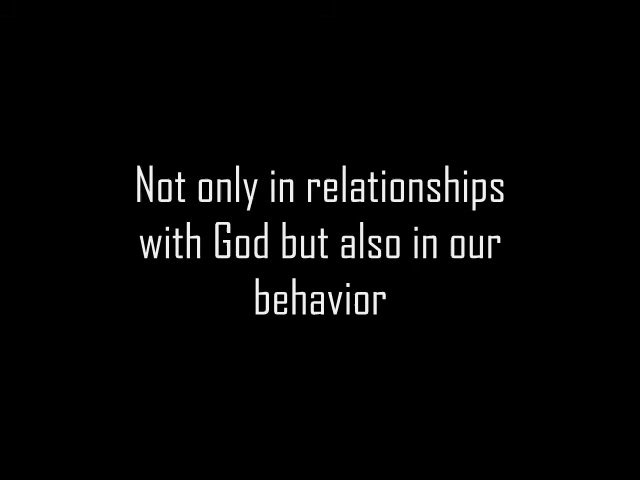 Not only in relationships
with God but also in our
behavior